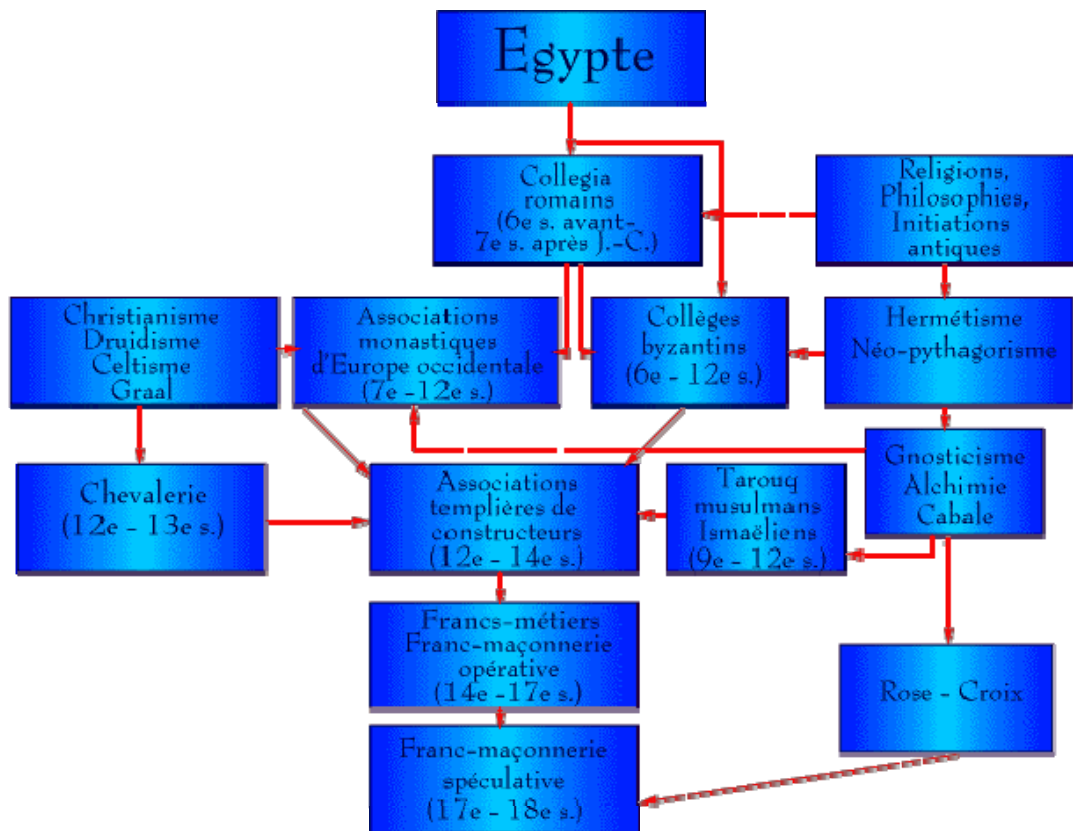 Egypte
Collegia
romains
(6e s. avant-
7e s. après J.-C.)
Religions,
Philosophies,
Initiations
antiques
Christianisme
Druidisme
Celtisme
Graal
Associations
monastiques
d'Europe occidentale
(7e -12e s.)
Collèges
byzantins
(6e - 12e s.)
Hermétisme
Néo-pythagorisme
Chevalerie
(12e - 13e s.)
Associations
templières de
constructeurs
(12e - 14e s.)
Tarouq
musulmans
Ismaëliens
(9e - 12e s.)
Gnosticisme
Alchimie
Cabale
Francs-métiers
Franc-maçonnerie
opérative
(14e -17e s.)
Rose - Croix
Franc-maçonnerie
spéculative
(17e - 18e s.)